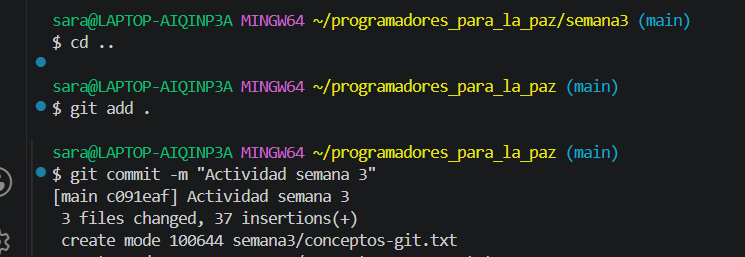 sara@LAPTOP-AIQINP3A MINGW64 ~/programadores_para_la_paz/semana3 (main)
$ cd ..
sara@LAPTOP-AIQINP3A MINGW64 ~/programadores_para_la_paz (main)
$ git add .
sara@LAPTOP-AIQINP3A MINGW64 ~/programadores_para_la_paz (main)
$ git commit -m "Actividad semana 3"
[main c091eaf] Actividad semana 3
 3 files changed, 37 insertions(+)
 create mode 100644 semana3/conceptos-git.txt